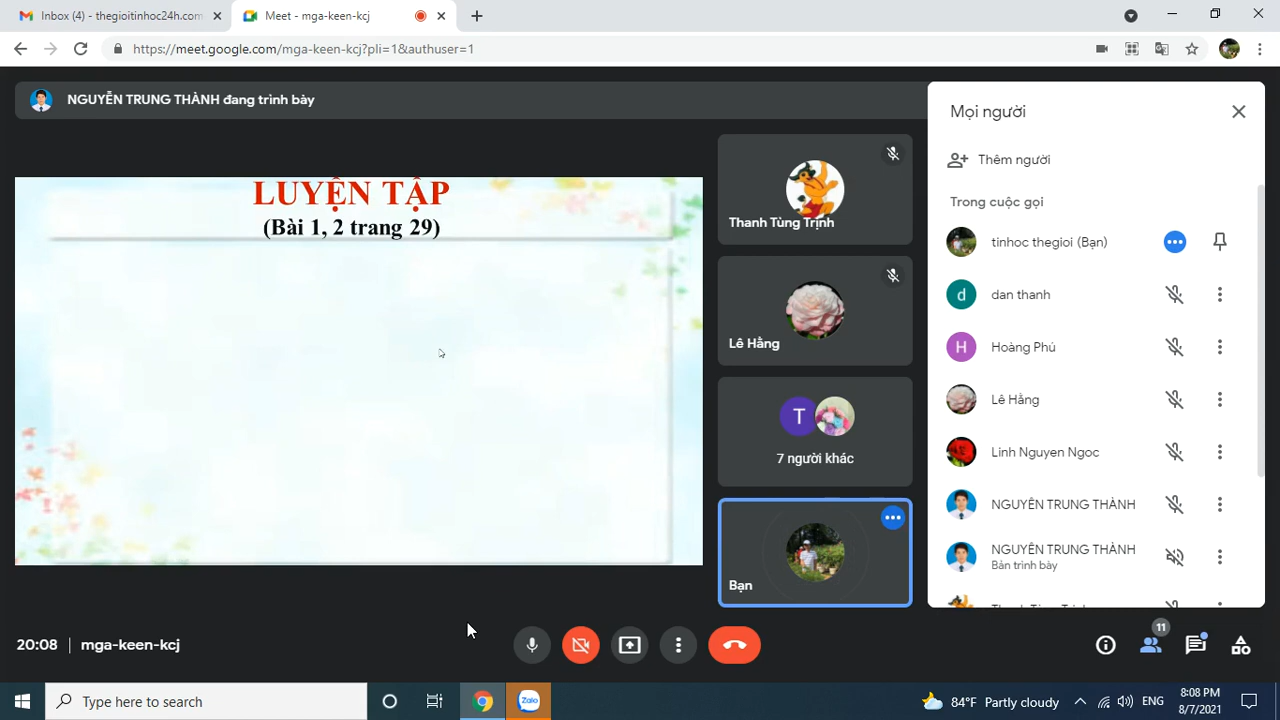 Inbox (4) - thegioitinhoc24h.com
Meet - mga-keen-kcj
https://meet.google.com/mga-keen-kcj?pli=1&authuser=1
NGUYỄN TRUNG THÀNH đang trình bày
LUYỆN TẬP
(Bài 1, 2 trang 29)
Thanh Tùng Trịnh
Lê Hằng
T
7 người khác
Bạn
Mọi người
Thêm người
Trong cuộc gọi
tinhoc thegioi (Bạn)
d
dan thanh
H
Hoàng Phú
Lê Hằng
Linh Nguyen Ngoc
NGUYỄN TRUNG THÀNH
NGUYỄN TRUNG THÀNH
Bản trình bày
20:08
mga-keen-kcj
11
Type here to search
Zalo
84°F Partly cloudy
ENG
8:08 PM
8/7/2021